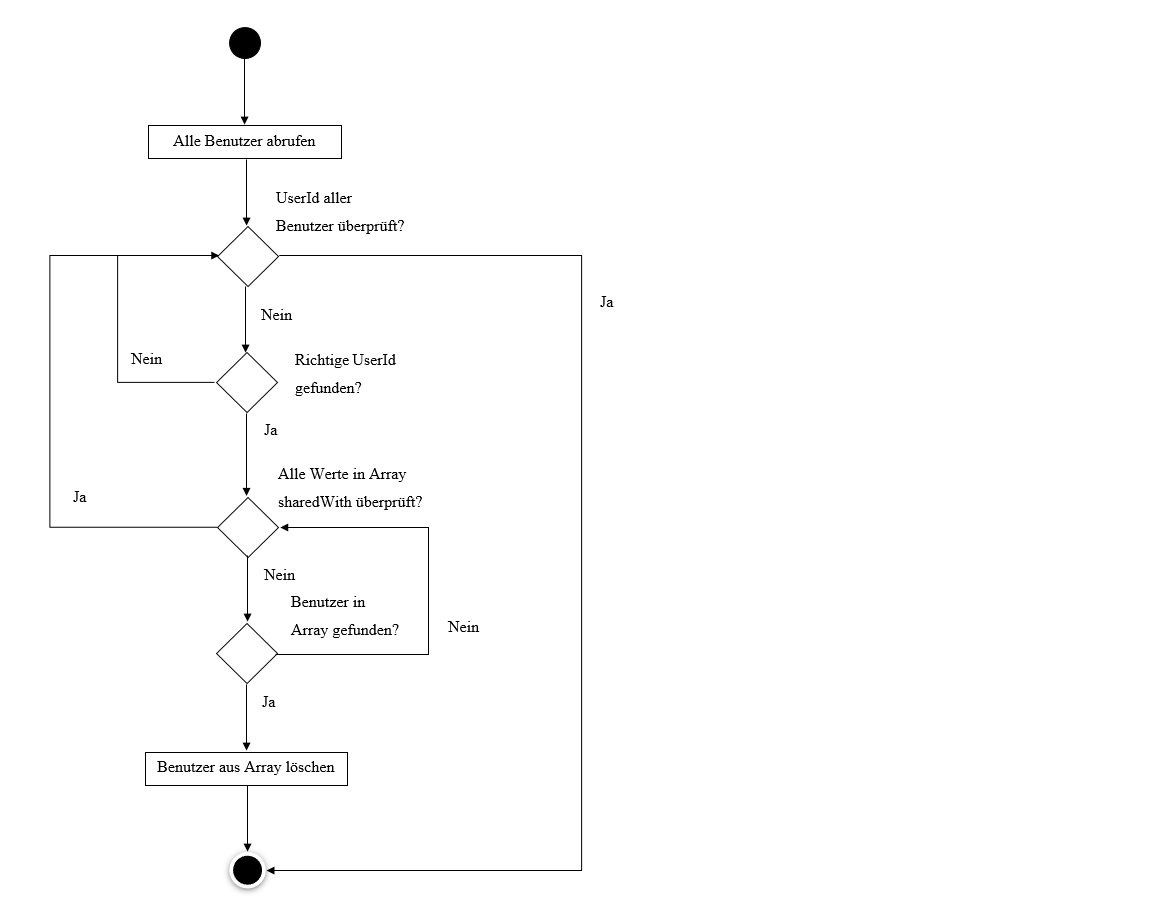 Alle Benutzer abrufen
UserId aller
Benutzer überprüft?
Ja
Nein
Nein
Richtige UserId
gefunden?
Ja
Alle Werte in Array
sharedWith überprüft?
Ja
Nein
Benutzer in
Array gefunden?
Nein
Ja
Benutzer aus Array löschen